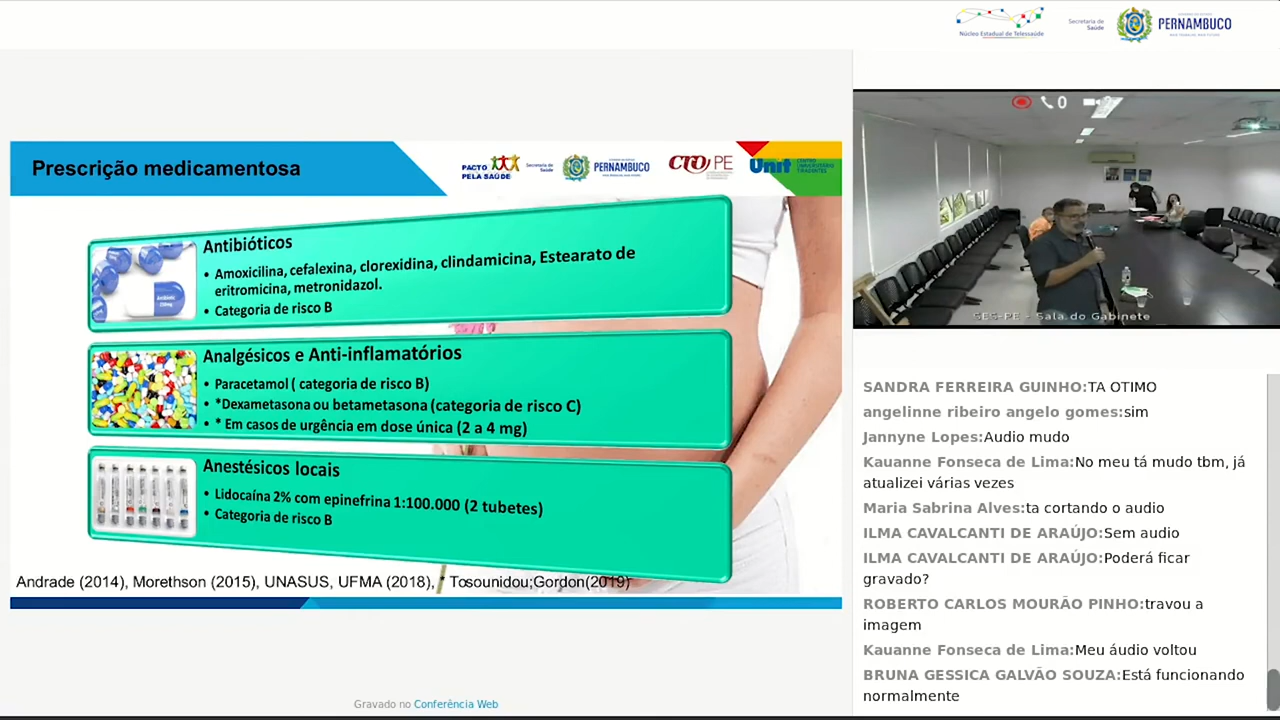 Núcleo Estadual de Telessaúde
Secretaria de
Saúde
PERNAMBUCO
Prescrição medicamentosa
PACTO
PELA SAÚDE
Secretaria de
Saúde
PERNAMBUCO
CRO PE
Unit
CENTRO
UNIVERSITÁRIO
TIRADENTES
Antibióticos
• Amoxicilina, cefalexina, clorexidina, clindamicina, Estearato de
eritromicina, metronidazol.
• Categoria de risco B
Analgésicos e Anti-inflamatórios
• Paracetamol ( categoria de risco B)
• *Dexametasona ou betametasona (categoria de risco C)
• * Em casos de urgência em dose única (2 a 4 mg)
Anestésicos locais
• Lidocaína 2% com epinefrina 1:100.000 (2 tubetes)
• Categoria de risco B
Andrade (2014), Morethson (2015), UNASUS, UFMA (2018), * Tosounidou;Gordon(2019)
Gravado no Conferência Web
0
SES-PE - Sala do Gabinete
SANDRA FERREIRA GUINHO:TA OTIMO
angelinne ribeiro angelo gomes:sim
Jannyne Lopes:Audio mudo
Kauanne Fonseca de Lima:No meu tá mudo tbm, já
atualizei várias vezes
Maria Sabrina Alves:ta cortando o audio
ILMA CAVALCANTI DE ARAÚJO:Sem audio
ILMA CAVALCANTI DE ARAÚJO:Poderá ficar
gravado?
ROBERTO CARLOS MOURÃO PINHO:travou a
imagem
Kauanne Fonseca de Lima:Meu áudio voltou
BRUNA GESSICA GALVÃO SOUZA:Está funcionando
normalmente